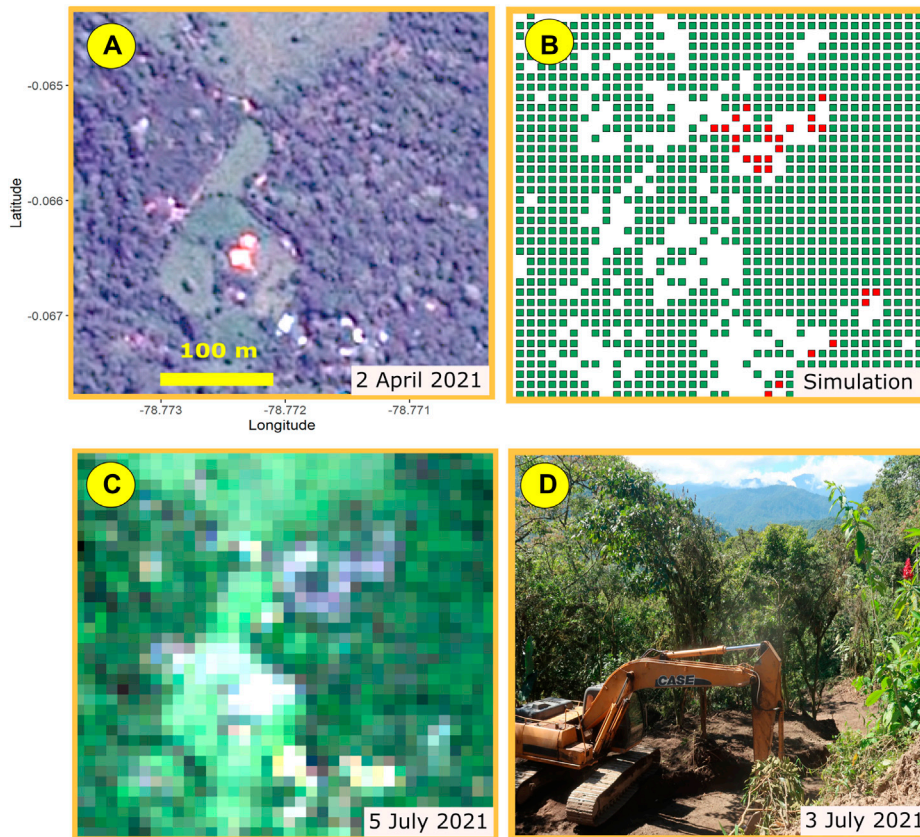 A
B
-0.065
-0.066
-0.067
Latitude
100 m
2 April 2021
Simulation
-78.773
-78.772
-78.771
Longitude
C
D
CASE
5 July 2021
3 July 2021